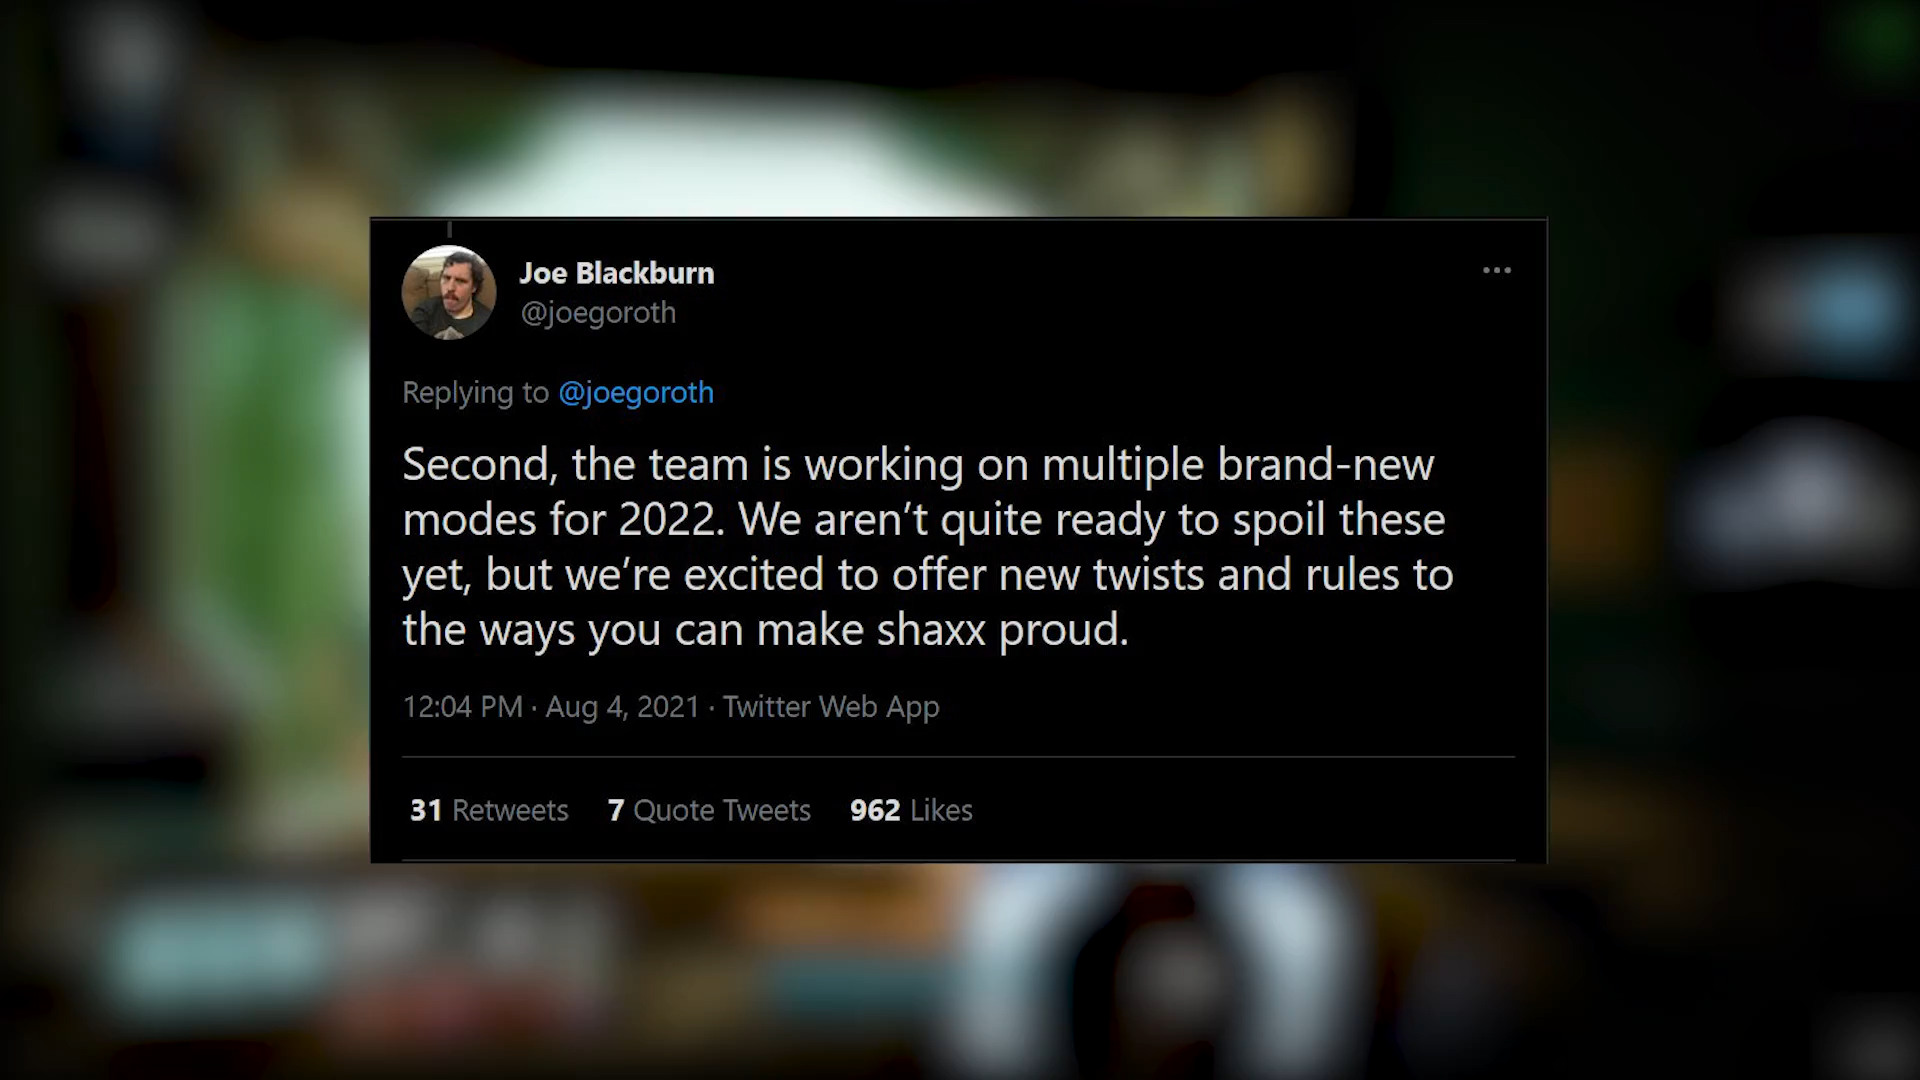 Joe Blackburn
@joegoroth
Replying to @joegoroth
Second, the team is working on multiple brand-new
modes for 2022. We aren’t quite ready to spoil these
yet, but we’re excited to offer new twists and rules to
the ways you can make shaxx proud.
12:04 PM · Aug 4, 2021 · Twitter Web App
31 Retweets 7 Quote Tweets 962 Likes